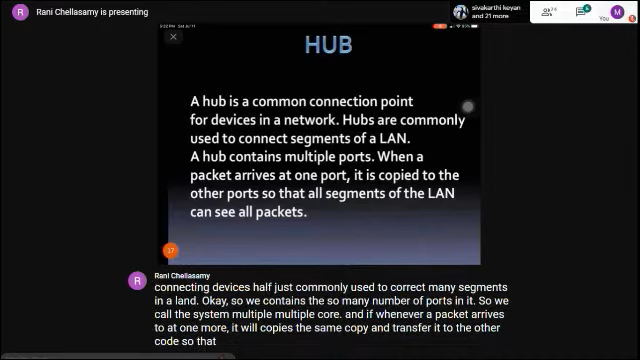 R Rani Chellasamy is presenting
sivakarthi keyan
and 21 more
You
M
HUB
A hub is a common connection point
for devices in a network. Hubs are commonly
used to connect segments of a LAN.
A hub contains multiple ports. When a
packet arrives at one port, it is copied to the
other ports so that all segments of the LAN
can see all packets.
17
R Rani Chellasamy
connecting devices half just commonly used to correct many segments
in a land. Okay, so we contains the so many number of ports in it. So we
call the system multiple multiple core. and if whenever a packet arrives
to at one more, it will copies the same copy and transfer it to the other
code so that